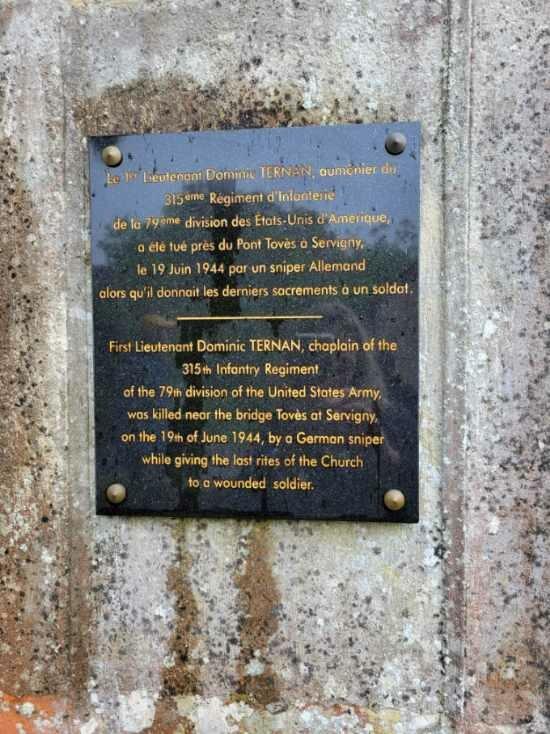 Le 1er Lieutenant Dominic TERNAN, aumônier du
315ème Régiment d'Infanterie
de la 79ème division des États-Unis d'Amérique,
a été tué près du Pont Tovès à Servigny,
le 19 Juin 1944 par un sniper Allemand
alors qu'il donnait les derniers sacrements à un soldat.
First Lieutenant Dominic TERNAN, chaplain of the
315th Infantry Regiment
of the 79th division of the United States Army,
was killed near the bridge Tovès at Servigny,
on the 19th of June 1944, by a German sniper
while giving the last rites of the Church
to a wounded soldier.